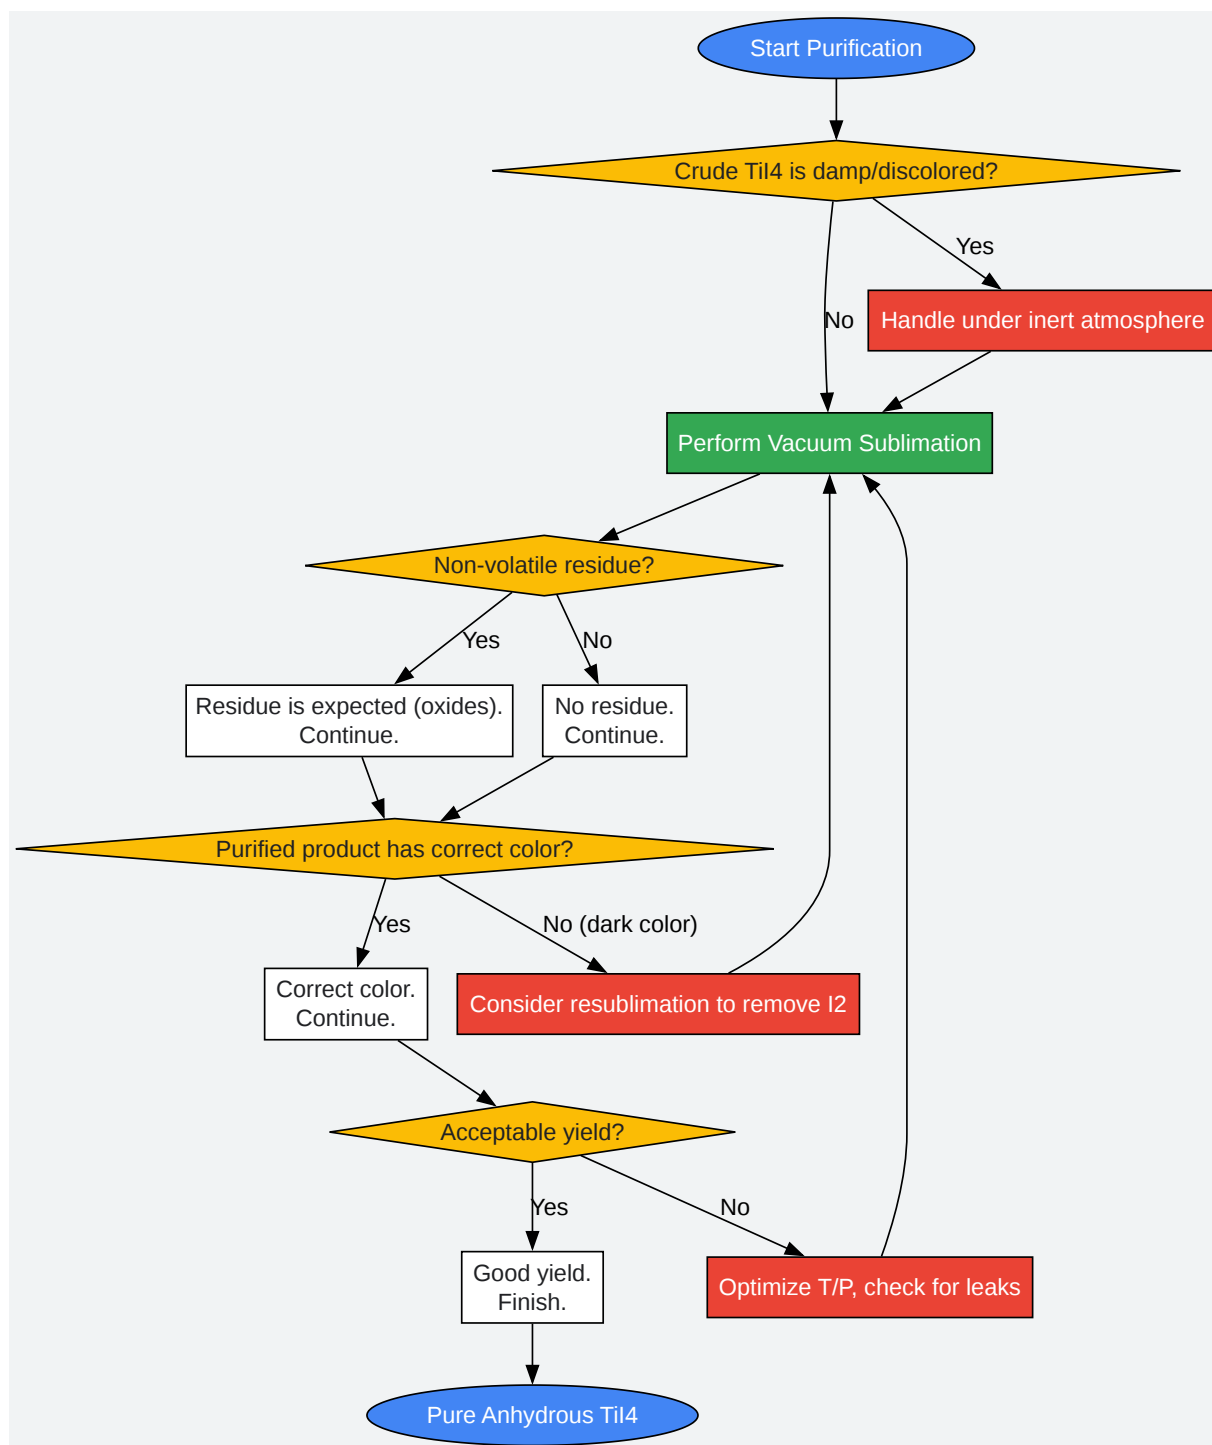 Start Purification
Crude TiI4 is damp/discolored?
Yes
No
Handle under inert atmosphere
Perform Vacuum Sublimation
Non-volatile residue?
Yes
No
Residue is expected (oxides).
Continue.
No residue.
Continue.
Purified product has correct color?
Yes
No (dark color)
Correct color.
Continue.
Consider resublimation to remove I2
Acceptable yield?
Yes
No
Good yield.
Finish.
Optimize T/P, check for leaks
Pure Anhydrous TiI4